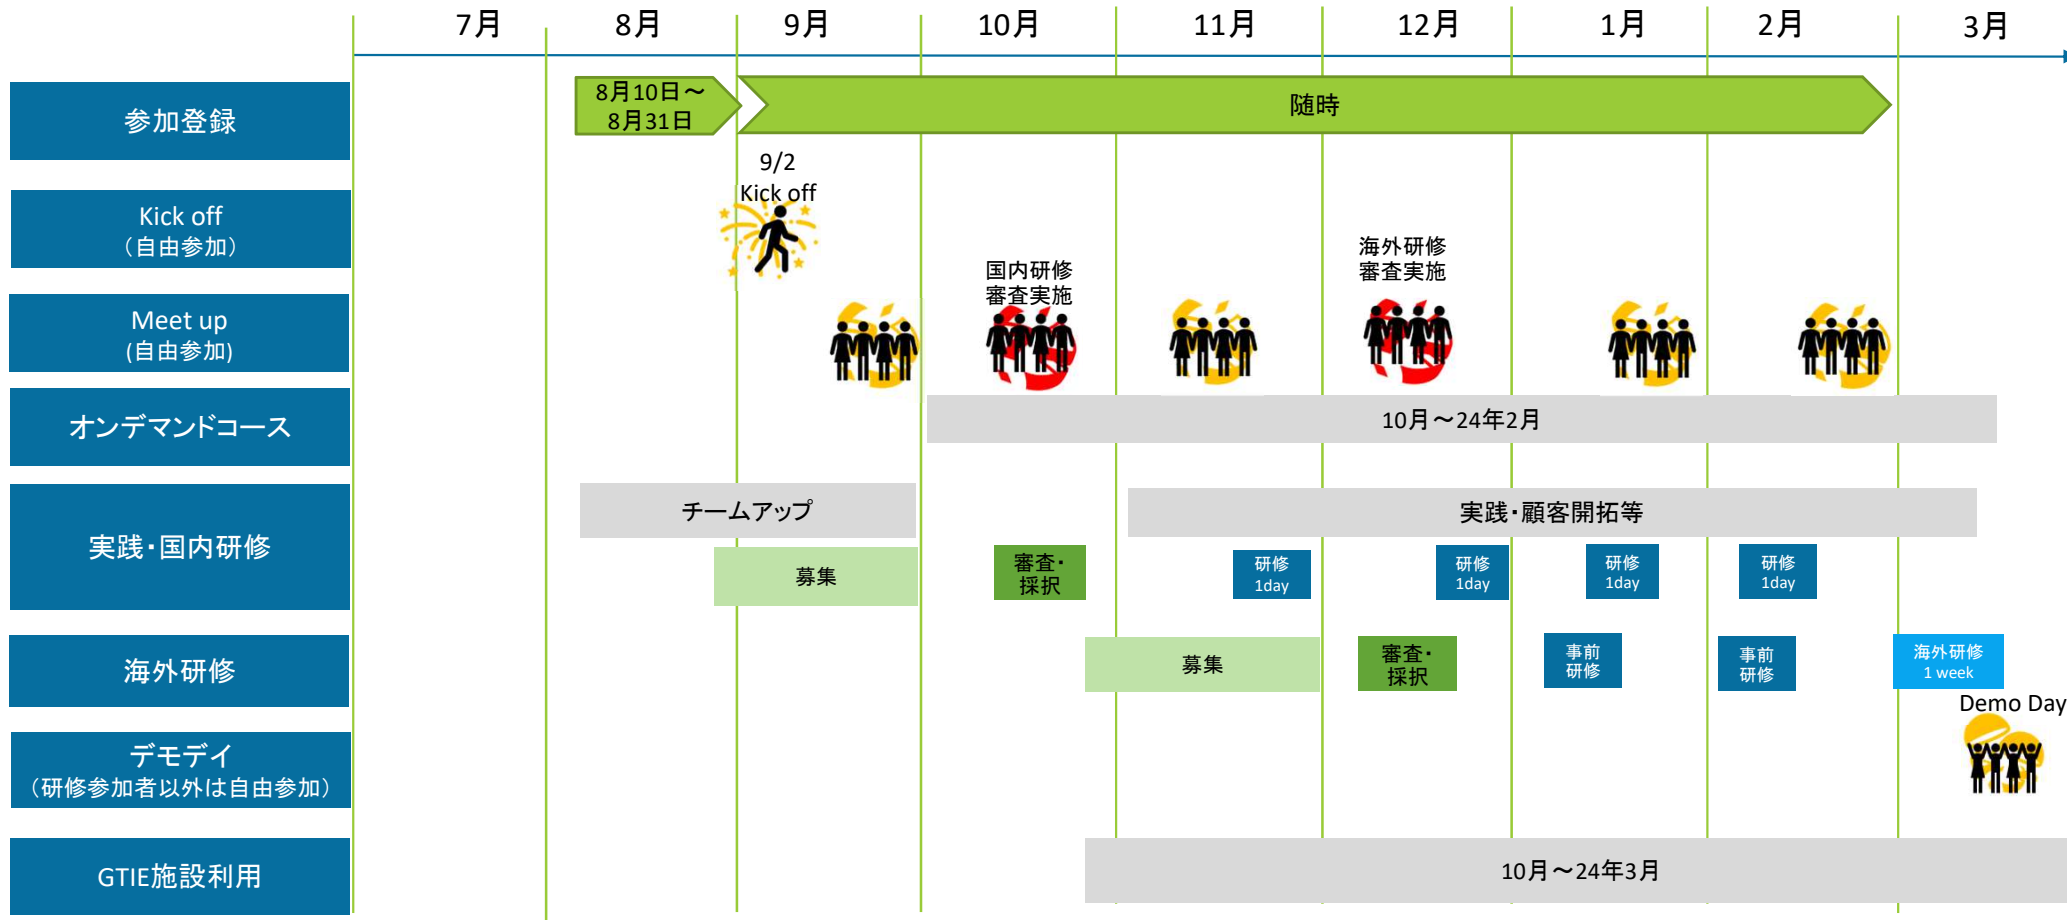 7月
8月
9月
10月
11月
12月
1月
2月
3月
参加登録
8月10日～
8月31日
随時
Kick off
（自由参加）
9/2
Kick off
Meet up
(自由参加)
国内研修
審査実施
海外研修
審査実施
オンデマンドコース
10月～24年2月
実践・国内研修
チームアップ
実践・顧客開拓等
募集
審査・
採択
研修
1day
研修
1day
研修
1day
研修
1day
海外研修
募集
審査・
採択
事前
研修
事前
研修
海外研修
1 week
デモデイ
（研修参加者以外は自由参加）
Demo Day
GTIE施設利用
10月～24年3月